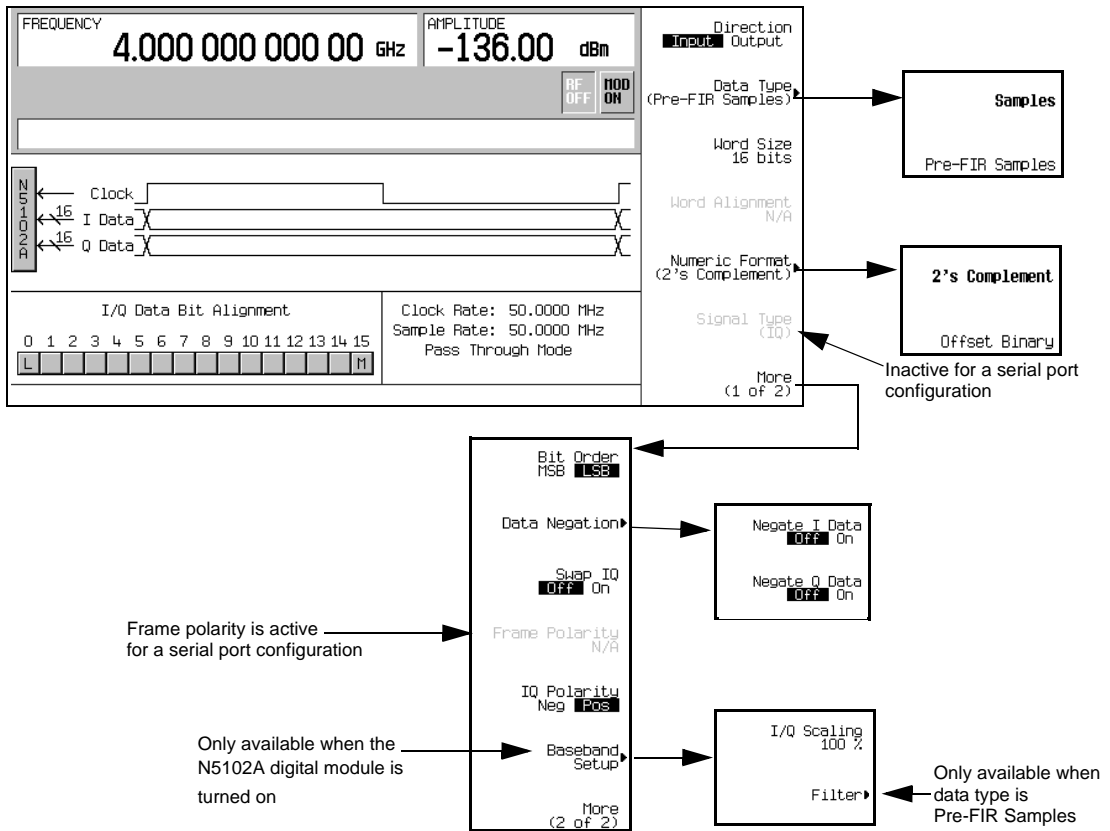 FREQUENCY
4.000 000 000 00 GHz
AMPLITUDE
-136.00 dBm
RF OFF
MOD ON
N5102A
Clock
16 I Data
16 Q Data
I/Q Data Bit Alignment
0 1 2 3 4 5 6 7 8 9 10 11 12 13 14 15
L M
Clock Rate: 50.0000 MHz
Sample Rate: 50.0000 MHz
Pass Through Mode
Direction
Input Output
Data Type
(Pre-FIR Samples)
Word Size
16 bits
Word Alignment
N/A
Numeric Format
(2's Complement)
Signal Type
(IQ)
More
(1 of 2)
Samples
Pre-FIR Samples
2's Complement
Offset Binary
Inactive for a serial port
configuration
Bit Order
MSB LSB
Data Negation
Swap IQ
Off On
Frame Polarity
N/A
IQ Polarity
Neg Pos
Baseband
Setup
More
(2 of 2)
Negate I Data
Off On
Negate Q Data
Off On
Frame polarity is active
for a serial port configuration
Only available when the
N5102A digital module is
turned on
I/Q Scaling
100 %
Filter
Only available when
data type is
Pre-FIR Samples